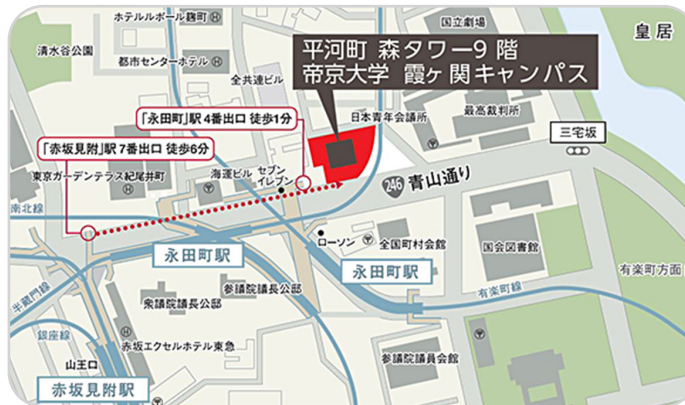 ホテルルポール麹町
H
国立劇場
皇居
清水谷公園
都市センターホテル
H
平河町 森タワー9 階
帝京大学 霞ヶ関キャンパス
全共連ビル
「永田町」駅 4番出口 徒歩1分
日本青年会議所
最高裁判所
三宅坂
「赤坂見附」駅 7番出口 徒歩6分
東京ガーデンテラス紀尾井町
H
海運ビル
セブン
イレブン
246 青山通り
南北線
永田町駅
ローソン
全国町村会館
国会図書館
永田町駅
有楽町方面
半蔵門線
衆議院議長公邸
参議院議長公邸
有楽町線
銀座線
H
赤坂エクセルホテル東急
参議院議員会館
山王口
赤坂見附駅